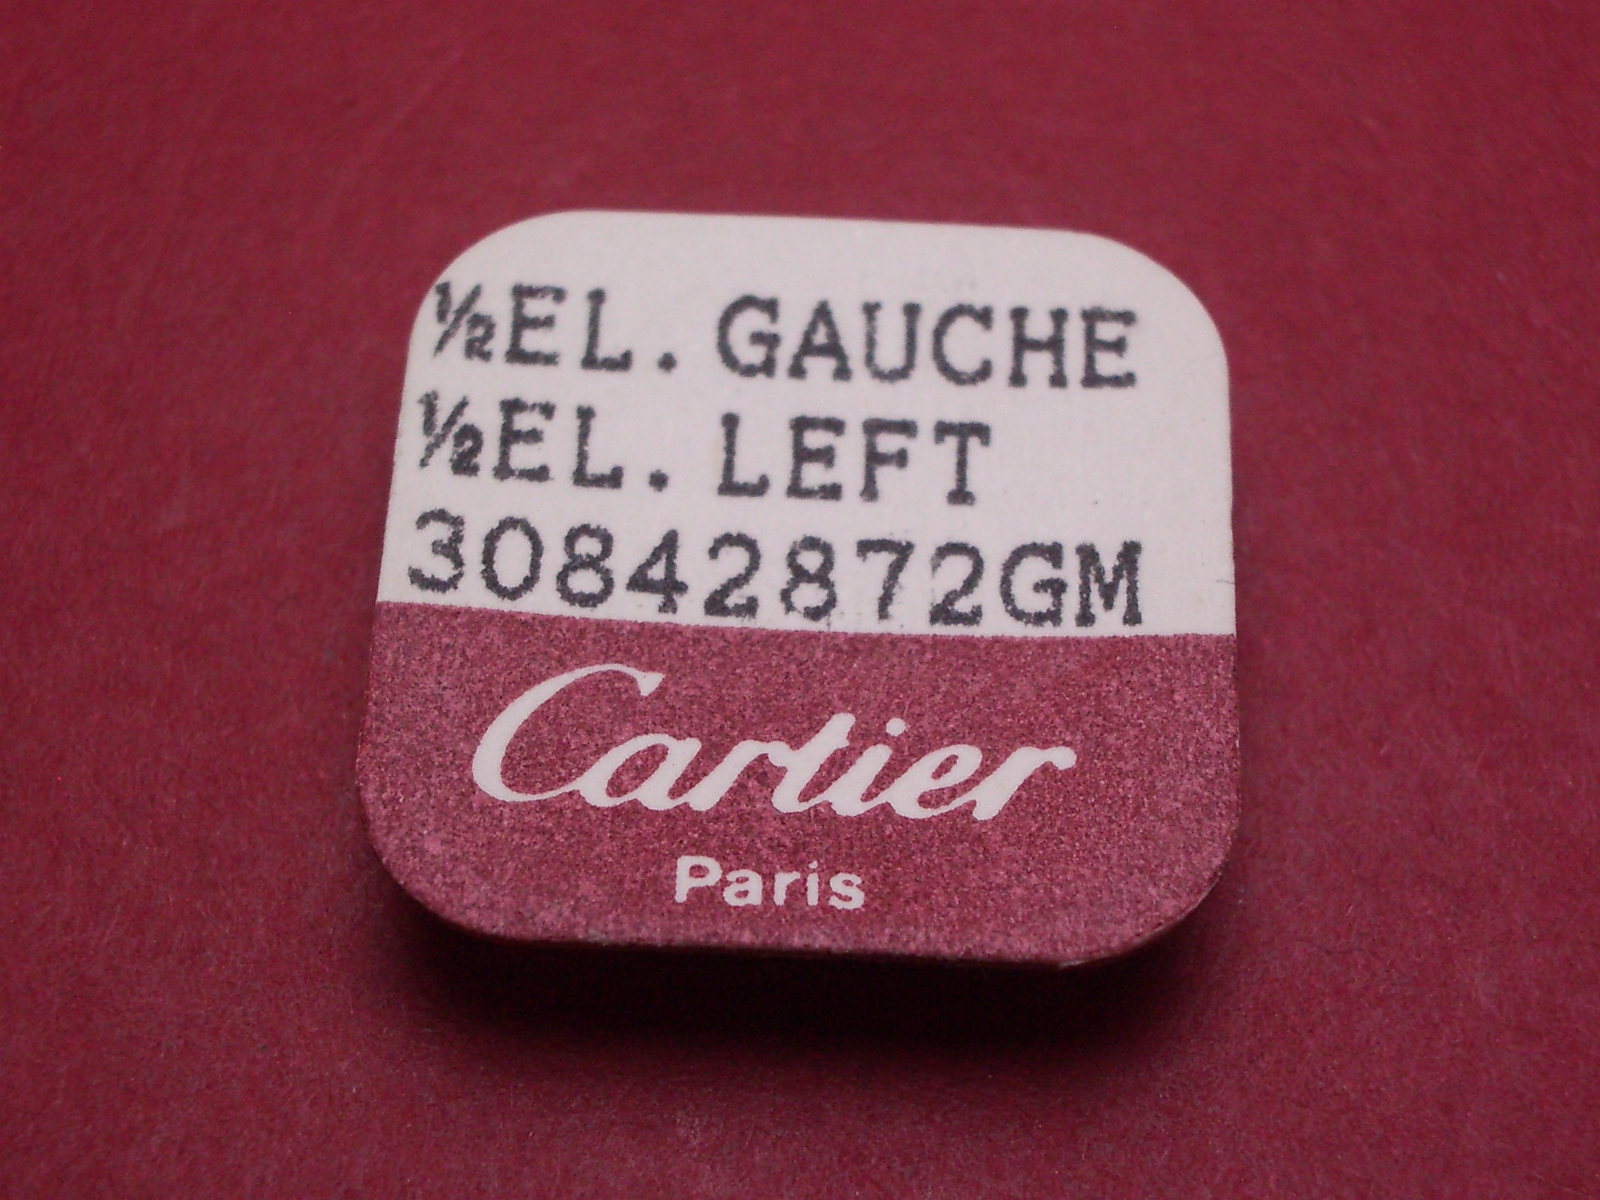 ½EL. GAUCHE
½EL. LEFT
30842872GM
Cartier
Paris